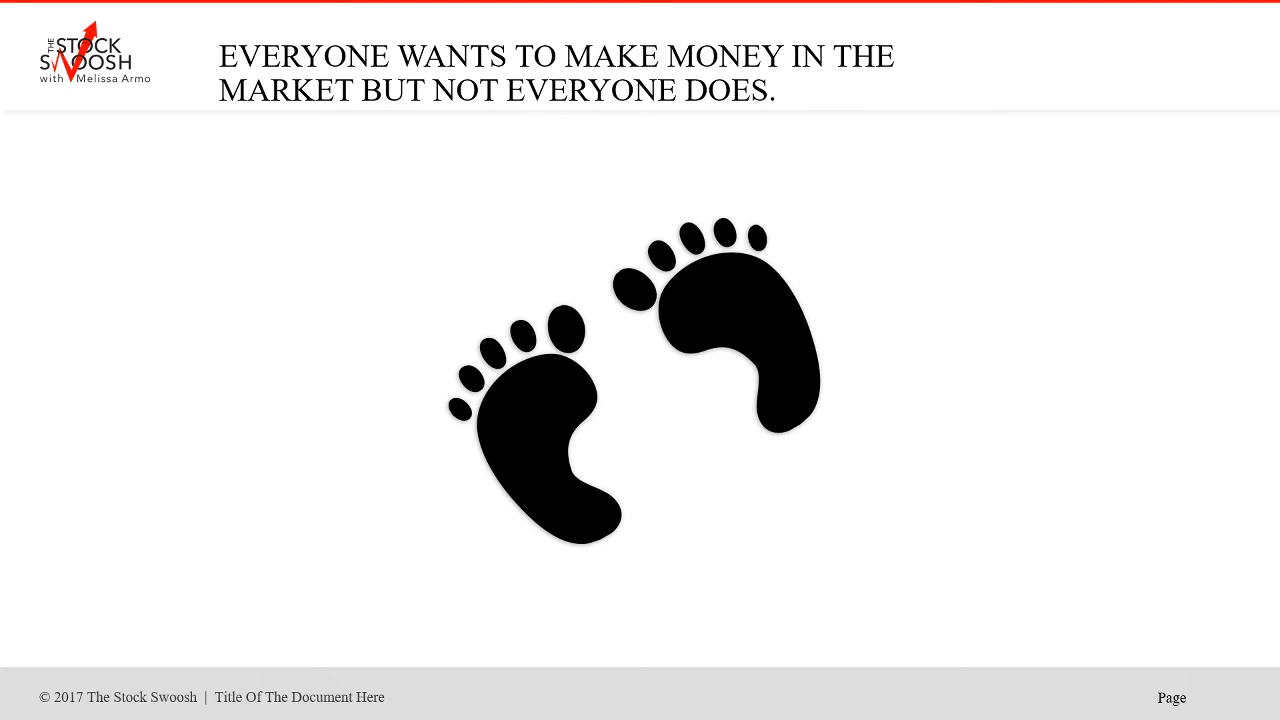 THE STOCK
SWOOSH
with Melissa Armo
EVERYONE WANTS TO MAKE MONEY IN THE
MARKET BUT NOT EVERYONE DOES.
© 2017 The Stock Swoosh | Title Of The Document Here
Page